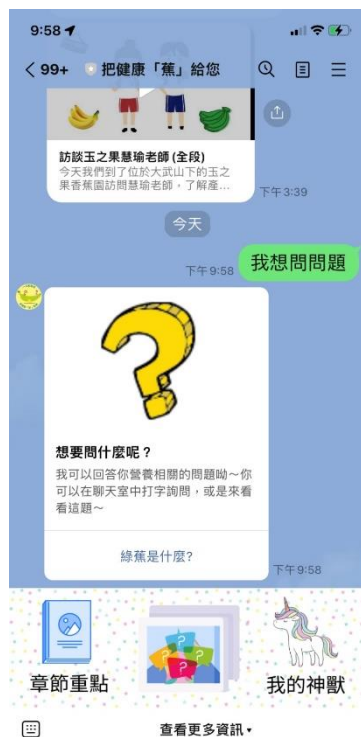 9:58
99+ 把健康「蕉」給您
訪談玉之果慧瑜老師 (全段)
今天我們到了位於大武山下的玉之
果香蕉園訪問慧瑜老師，了解產...
下午 3:39
今天
下午 9:58
我想問問題
想要問什麼呢？
我可以回答你營養相關的問題呦～你
可以在聊天室中打字詢問，或是來看
看這題～
綠蕉是什麼?
下午 9:58
章節重點
? ? ? ?
我的神獸
查看更多資訊